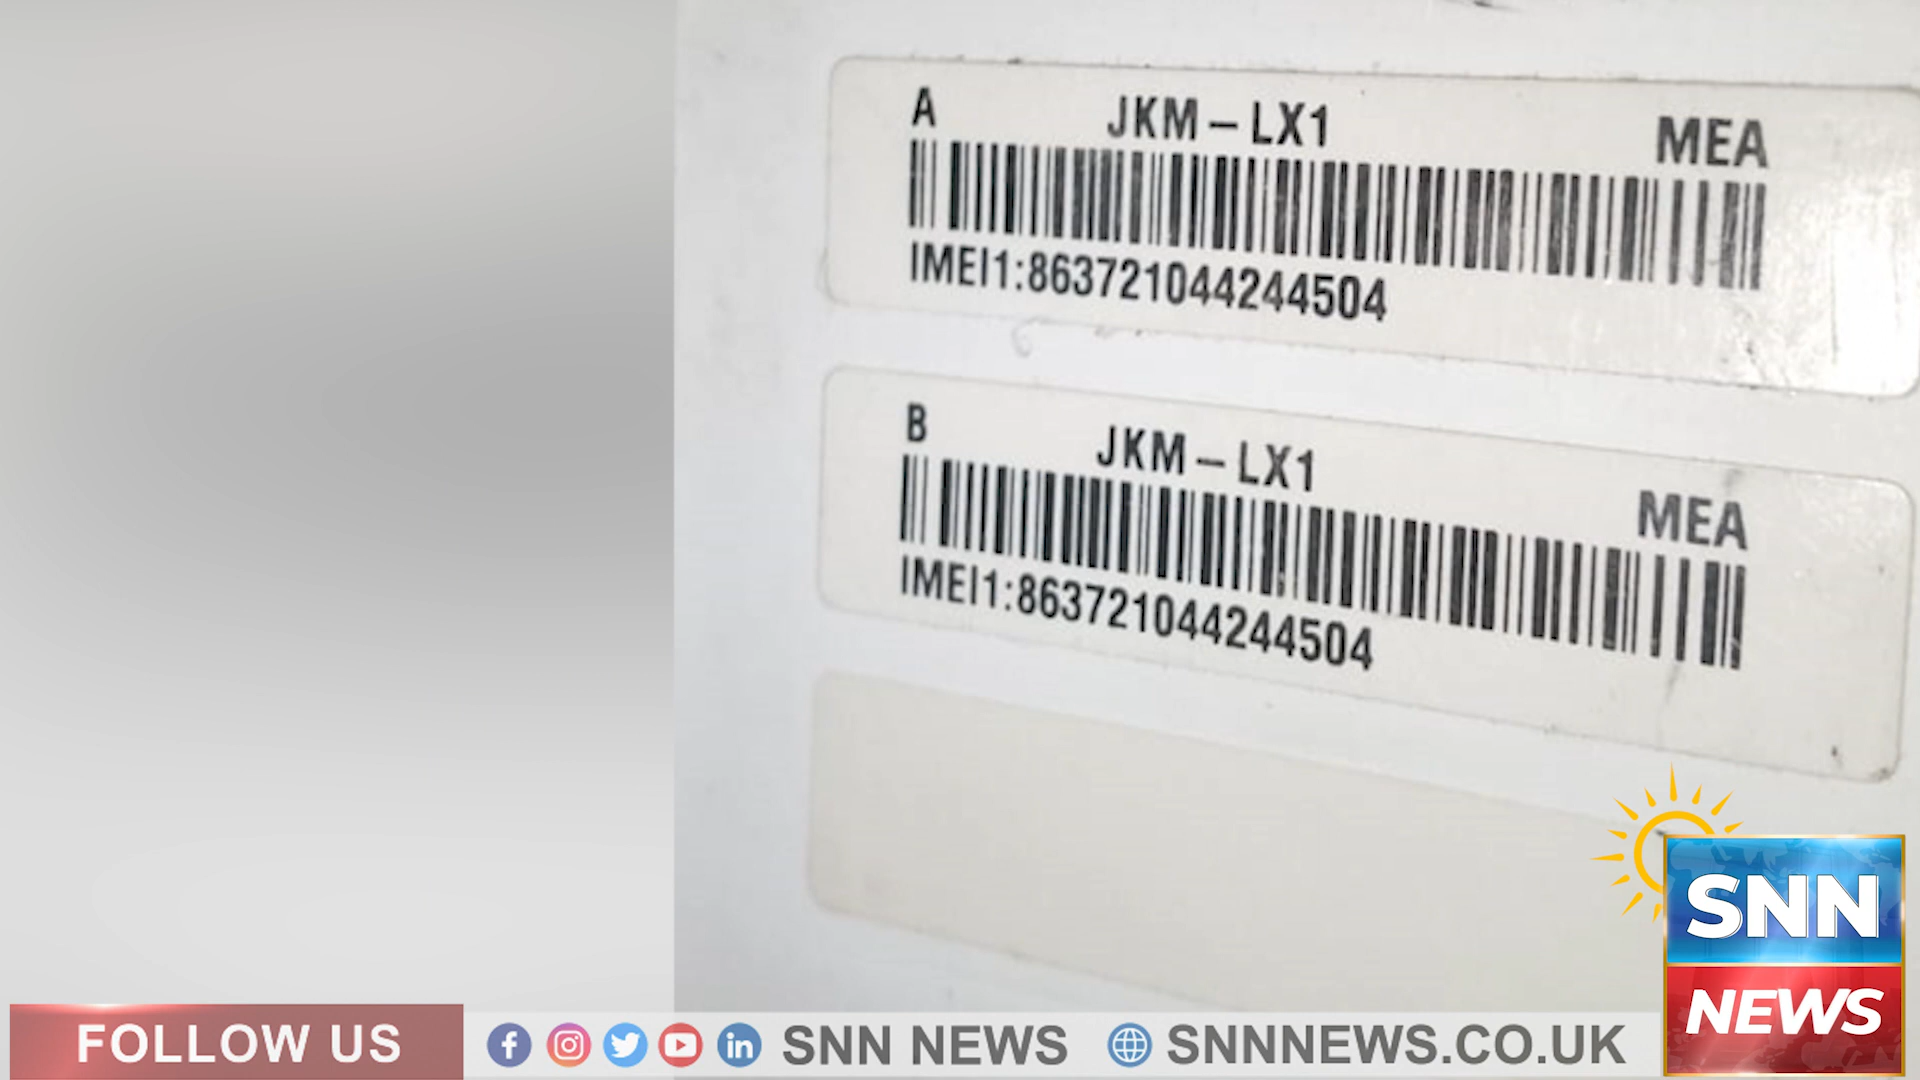 A JKM – LX1 MEA
IMEI1:863721044244504
B JKM – LX1 MEA
IMEI1:863721044244504
SNN
NEWS
FOLLOW US SNN NEWS SNNNEWS.CO.UK